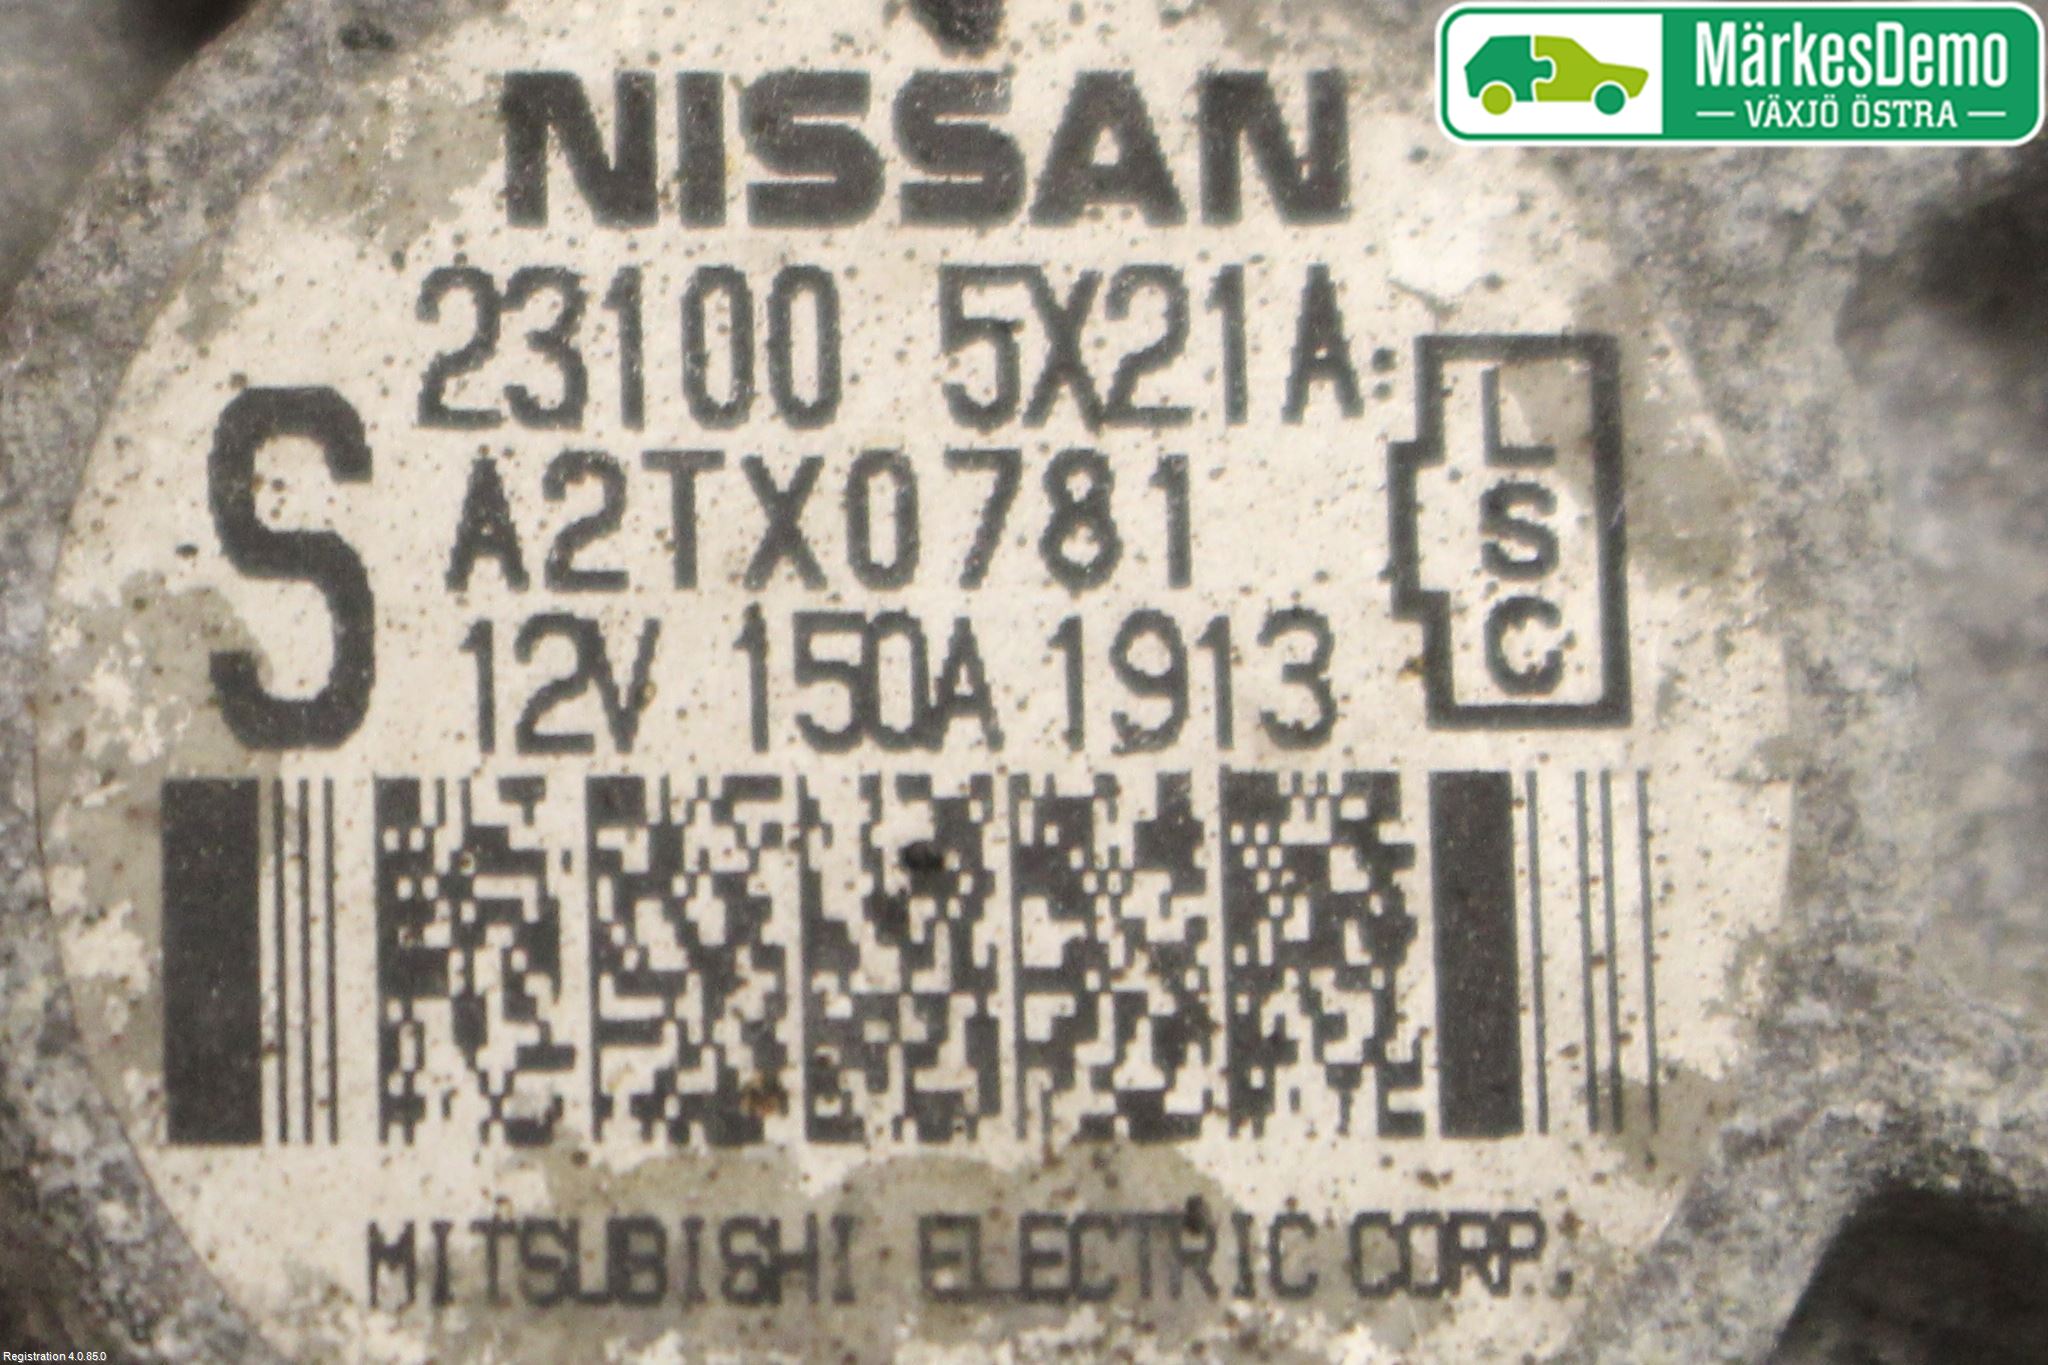 MärkesDemo
VÄXJÖ ÖSTRA
NISSAN
23100 5X21A:
S
A2TX0781
12V 150A 1913
L
S
C
MITSUBISHI ELECTRIC CORP.
Registration 4.0.85.0